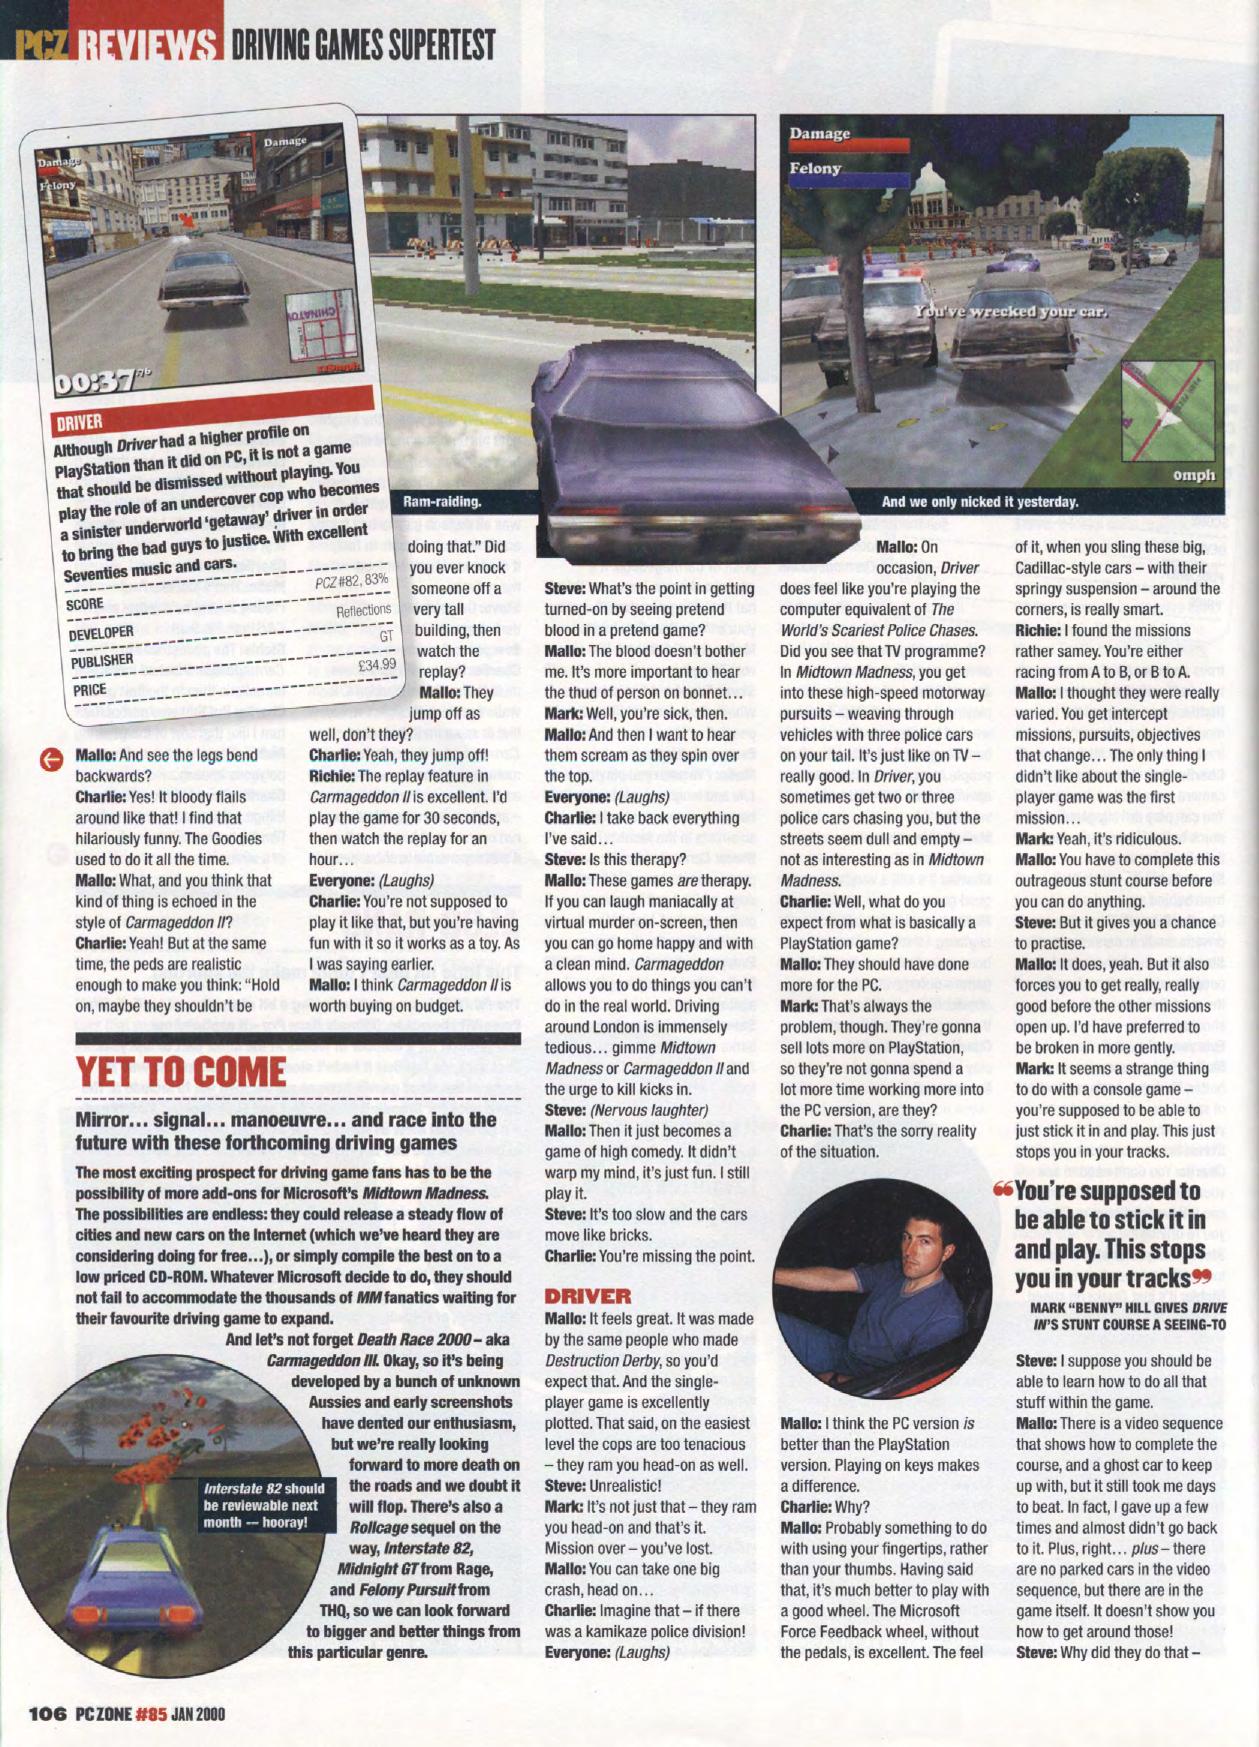 PCZ REVIEWS DRIVING GAMES SUPERTEST
Damage
Felony
Damage
CHINATOWN
00:37"76
DRIVER
Although Driver had a higher profile on
PlayStation than it did on PC, it is not a game
that should be dismissed without playing. You
play the role of an undercover cop who becomes
a sinister underworld 'getaway' driver in order
to bring the bad guys to justice. With excellent
Seventies music and cars.
SCORE PCZ #82, 83%
DEVELOPER Reflections
PUBLISHER GT
PRICE £34.99
Ram-raiding.
Damage
Felony
You've wrecked your car.
0mph
And we only nicked it yesterday.
Mallo: And see the legs bend
backwards?
Charlie: Yes! It bloody flails
around like that! I find that
hilariously funny. The Goodies
used to do it all the time.
Mallo: What, and you think that
kind of thing is echoed in the
style of Carmageddon II?
Charlie: Yeah! But at the same
time, the peds are realistic
enough to make you think: "Hold
on, maybe they shouldn't be
doing that." Did
you ever knock
someone off a
very tall
building, then
watch the
replay?
Mallo: They
jump off as
well, don't they?
Charlie: Yeah, they jump off!
Richie: The replay feature in
Carmageddon II is excellent. I'd
play the game for 30 seconds,
then watch the replay for an
hour...
Everyone: (Laughs)
Charlie: You're not supposed to
play it like that, but you're having
fun with it so it works as a toy. As
I was saying earlier.
Mallo: I think Carmageddon II is
worth buying on budget.
YET TO COME
Mirror... signal... manoeuvre... and race into the
future with these forthcoming driving games
The most exciting prospect for driving game fans has to be the
possibility of more add-ons for Microsoft's Midtown Madness.
The possibilities are endless: they could release a steady flow of
cities and new cars on the Internet (which we've heard they are
considering doing for free...), or simply compile the best on to a
low priced CD-ROM. Whatever Microsoft decide to do, they should
not fail to accommodate the thousands of MM fanatics waiting for
their favourite driving game to expand.
And let's not forget Death Race 2000 – aka
Carmageddon III. Okay, so it's being
developed by a bunch of unknown
Aussies and early screenshots
have dented our enthusiasm,
but we're really looking
forward to more death on
the roads and we doubt it
will flop. There's also a
Rollcage sequel on the
way, Interstate 82,
Midnight GT from Rage,
and Felony Pursuit from
THQ, so we can look forward
to bigger and better things from
this particular genre.
Interstate 82 should
be reviewable next
month — hooray!
Steve: What's the point in getting
turned-on by seeing pretend
blood in a pretend game?
Mallo: The blood doesn't bother
me. It's more important to hear
the thud of person on bonnet...
Mark: Well, you're sick, then.
Mallo: And then I want to hear
them scream as they spin over
the top.
Everyone: (Laughs)
Charlie: I take back everything
I've said...
Steve: Is this therapy?
Mallo: These games are therapy.
If you can laugh maniacally at
virtual murder on-screen, then
you can go home happy and with
a clean mind. Carmageddon
allows you to do things you can't
do in the real world. Driving
around London is immensely
tedious... gimme Midtown
Madness or Carmageddon II and
the urge to kill kicks in.
Steve: (Nervous laughter)
Mallo: Then it just becomes a
game of high comedy. It didn't
warp my mind, it's just fun. I still
play it.
Steve: It's too slow and the cars
move like bricks.
Charlie: You're missing the point.
DRIVER
Mallo: It feels great. It was made
by the same people who made
Destruction Derby, so you'd
expect that. And the single-
player game is excellently
plotted. That said, on the easiest
level the cops are too tenacious
– they ram you head-on as well.
Steve: Unrealistic!
Mark: It's not just that – they ram
you head-on and that's it.
Mission over – you've lost.
Mallo: You can take one big
crash, head on...
Charlie: Imagine that – if there
was a kamikaze police division!
Everyone: (Laughs)
Mallo: On
occasion, Driver
does feel like you're playing the
computer equivalent of The
World's Scariest Police Chases.
Did you see that TV programme?
In Midtown Madness, you get
into these high-speed motorway
pursuits – weaving through
vehicles with three police cars
on your tail. It's just like on TV –
really good. In Driver, you
sometimes get two or three
police cars chasing you, but the
streets seem dull and empty –
not as interesting as in Midtown
Madness.
Charlie: Well, what do you
expect from what is basically a
PlayStation game?
Mallo: They should have done
more for the PC.
Mark: That's always the
problem, though. They're gonna
sell lots more on PlayStation,
so they're not gonna spend a
lot more time working more into
the PC version, are they?
Charlie: That's the sorry reality
of the situation.
Mallo: I think the PC version is
better than the PlayStation
version. Playing on keys makes
a difference.
Charlie: Why?
Mallo: Probably something to do
with using your fingertips, rather
than your thumbs. Having said
that, it's much better to play with
a good wheel. The Microsoft
Force Feedback wheel, without
the pedals, is excellent. The feel
of it, when you sling these big,
Cadillac-style cars – with their
springy suspension – around the
corners, is really smart.
Richie: I found the missions
rather samey. You're either
racing from A to B, or B to A.
Mallo: I thought they were really
varied. You get intercept
missions, pursuits, objectives
that change... The only thing I
didn't like about the single-
player game was the first
mission...
Mark: Yeah, it's ridiculous.
Mallo: You have to complete this
outrageous stunt course before
you can do anything.
Steve: But it gives you a chance
to practise.
Mallo: It does, yeah. But it also
forces you to get really, really
good before the other missions
open up. I'd have preferred to
be broken in more gently.
Mark: It seems a strange thing
to do with a console game –
you're supposed to be able to
just stick it in and play. This just
stops you in your tracks.
“You're supposed to
be able to stick it in
and play. This stops
you in your tracks”
MARK "BENNY" HILL GIVES DRIVE
IN'S STUNT COURSE A SEEING-TO
Steve: I suppose you should be
able to learn how to do all that
stuff within the game.
Mallo: There is a video sequence
that shows how to complete the
course, and a ghost car to keep
up with, but it still took me days
to beat. In fact, I gave up a few
times and almost didn't go back
to it. Plus, right... plus – there
are no parked cars in the video
sequence, but there are in the
game itself. It doesn't show you
how to get around those!
Steve: Why did they do that –
106 PC ZONE #85 JAN 2000